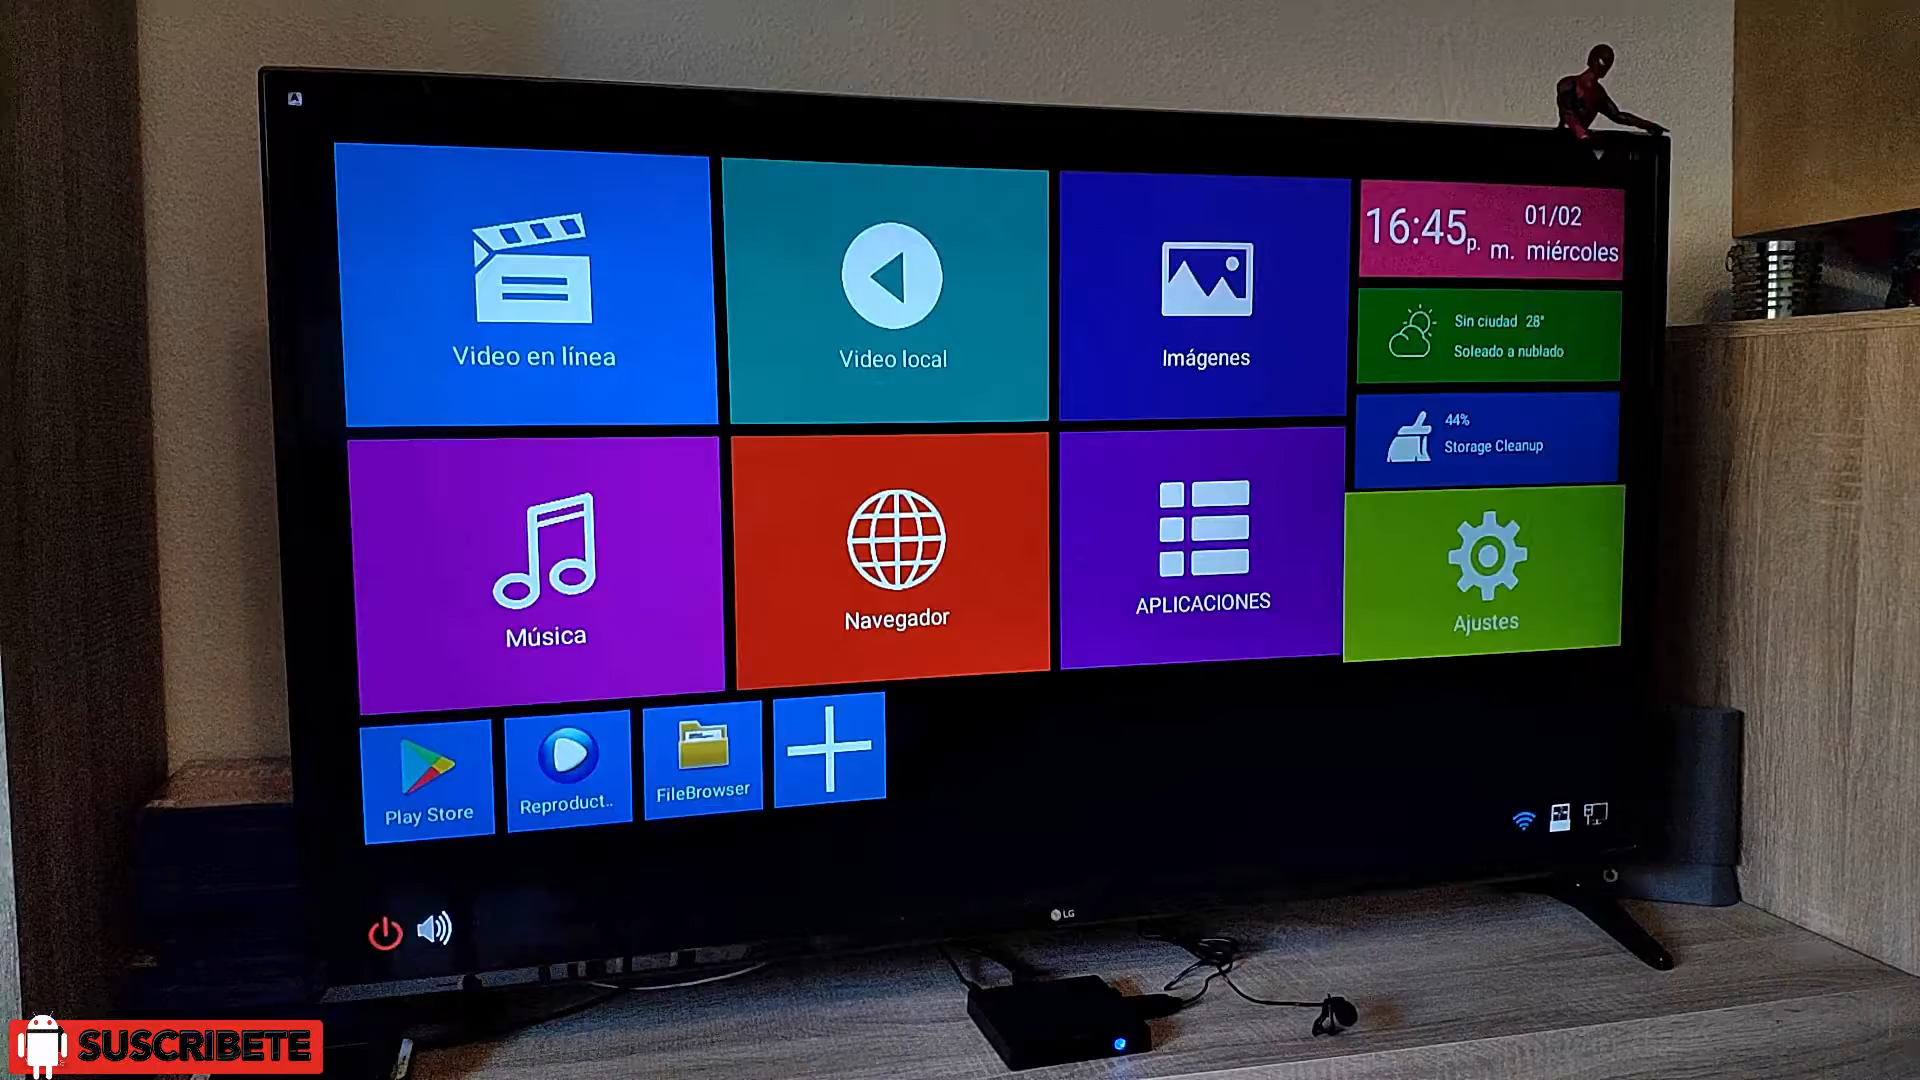 Video en línea
Video local
Imágenes
16:45 p. m.
01/02
miércoles
Sin ciudad 28°
Soleado a nublado
44%
Storage Cleanup
Música
Navegador
APLICACIONES
Ajustes
Play Store
Reproduct..
FileBrowser
LG
SUSCRIBETE